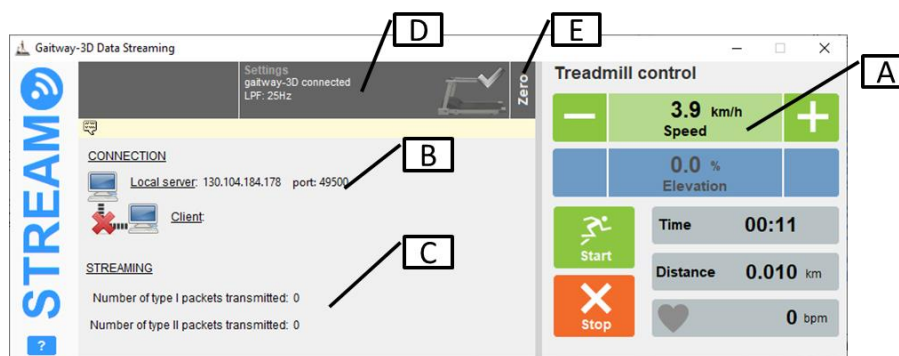 D
E
Gaitway-3D Data Streaming
A
STREAM
?
Settings
gaitway-3D connected
LPF: 25Hz
Zero
B
CONNECTION
Local server: 130.104.184.178 port: 49500
Client:
C
STREAMING
Number of type I packets transmitted: 0
Number of type II packets transmitted: 0
Treadmill control
3.9 km/h
Speed
0.0 %
Elevation
Start
Time 00:11
Distance 0.010 km
Stop
0 bpm